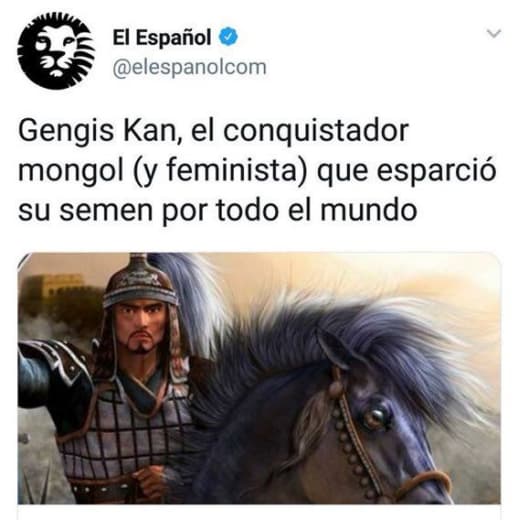 El Español
@elespanolcom
Gengis Kan, el conquistador
mongol (y feminista) que esparció
su semen por todo el mundo